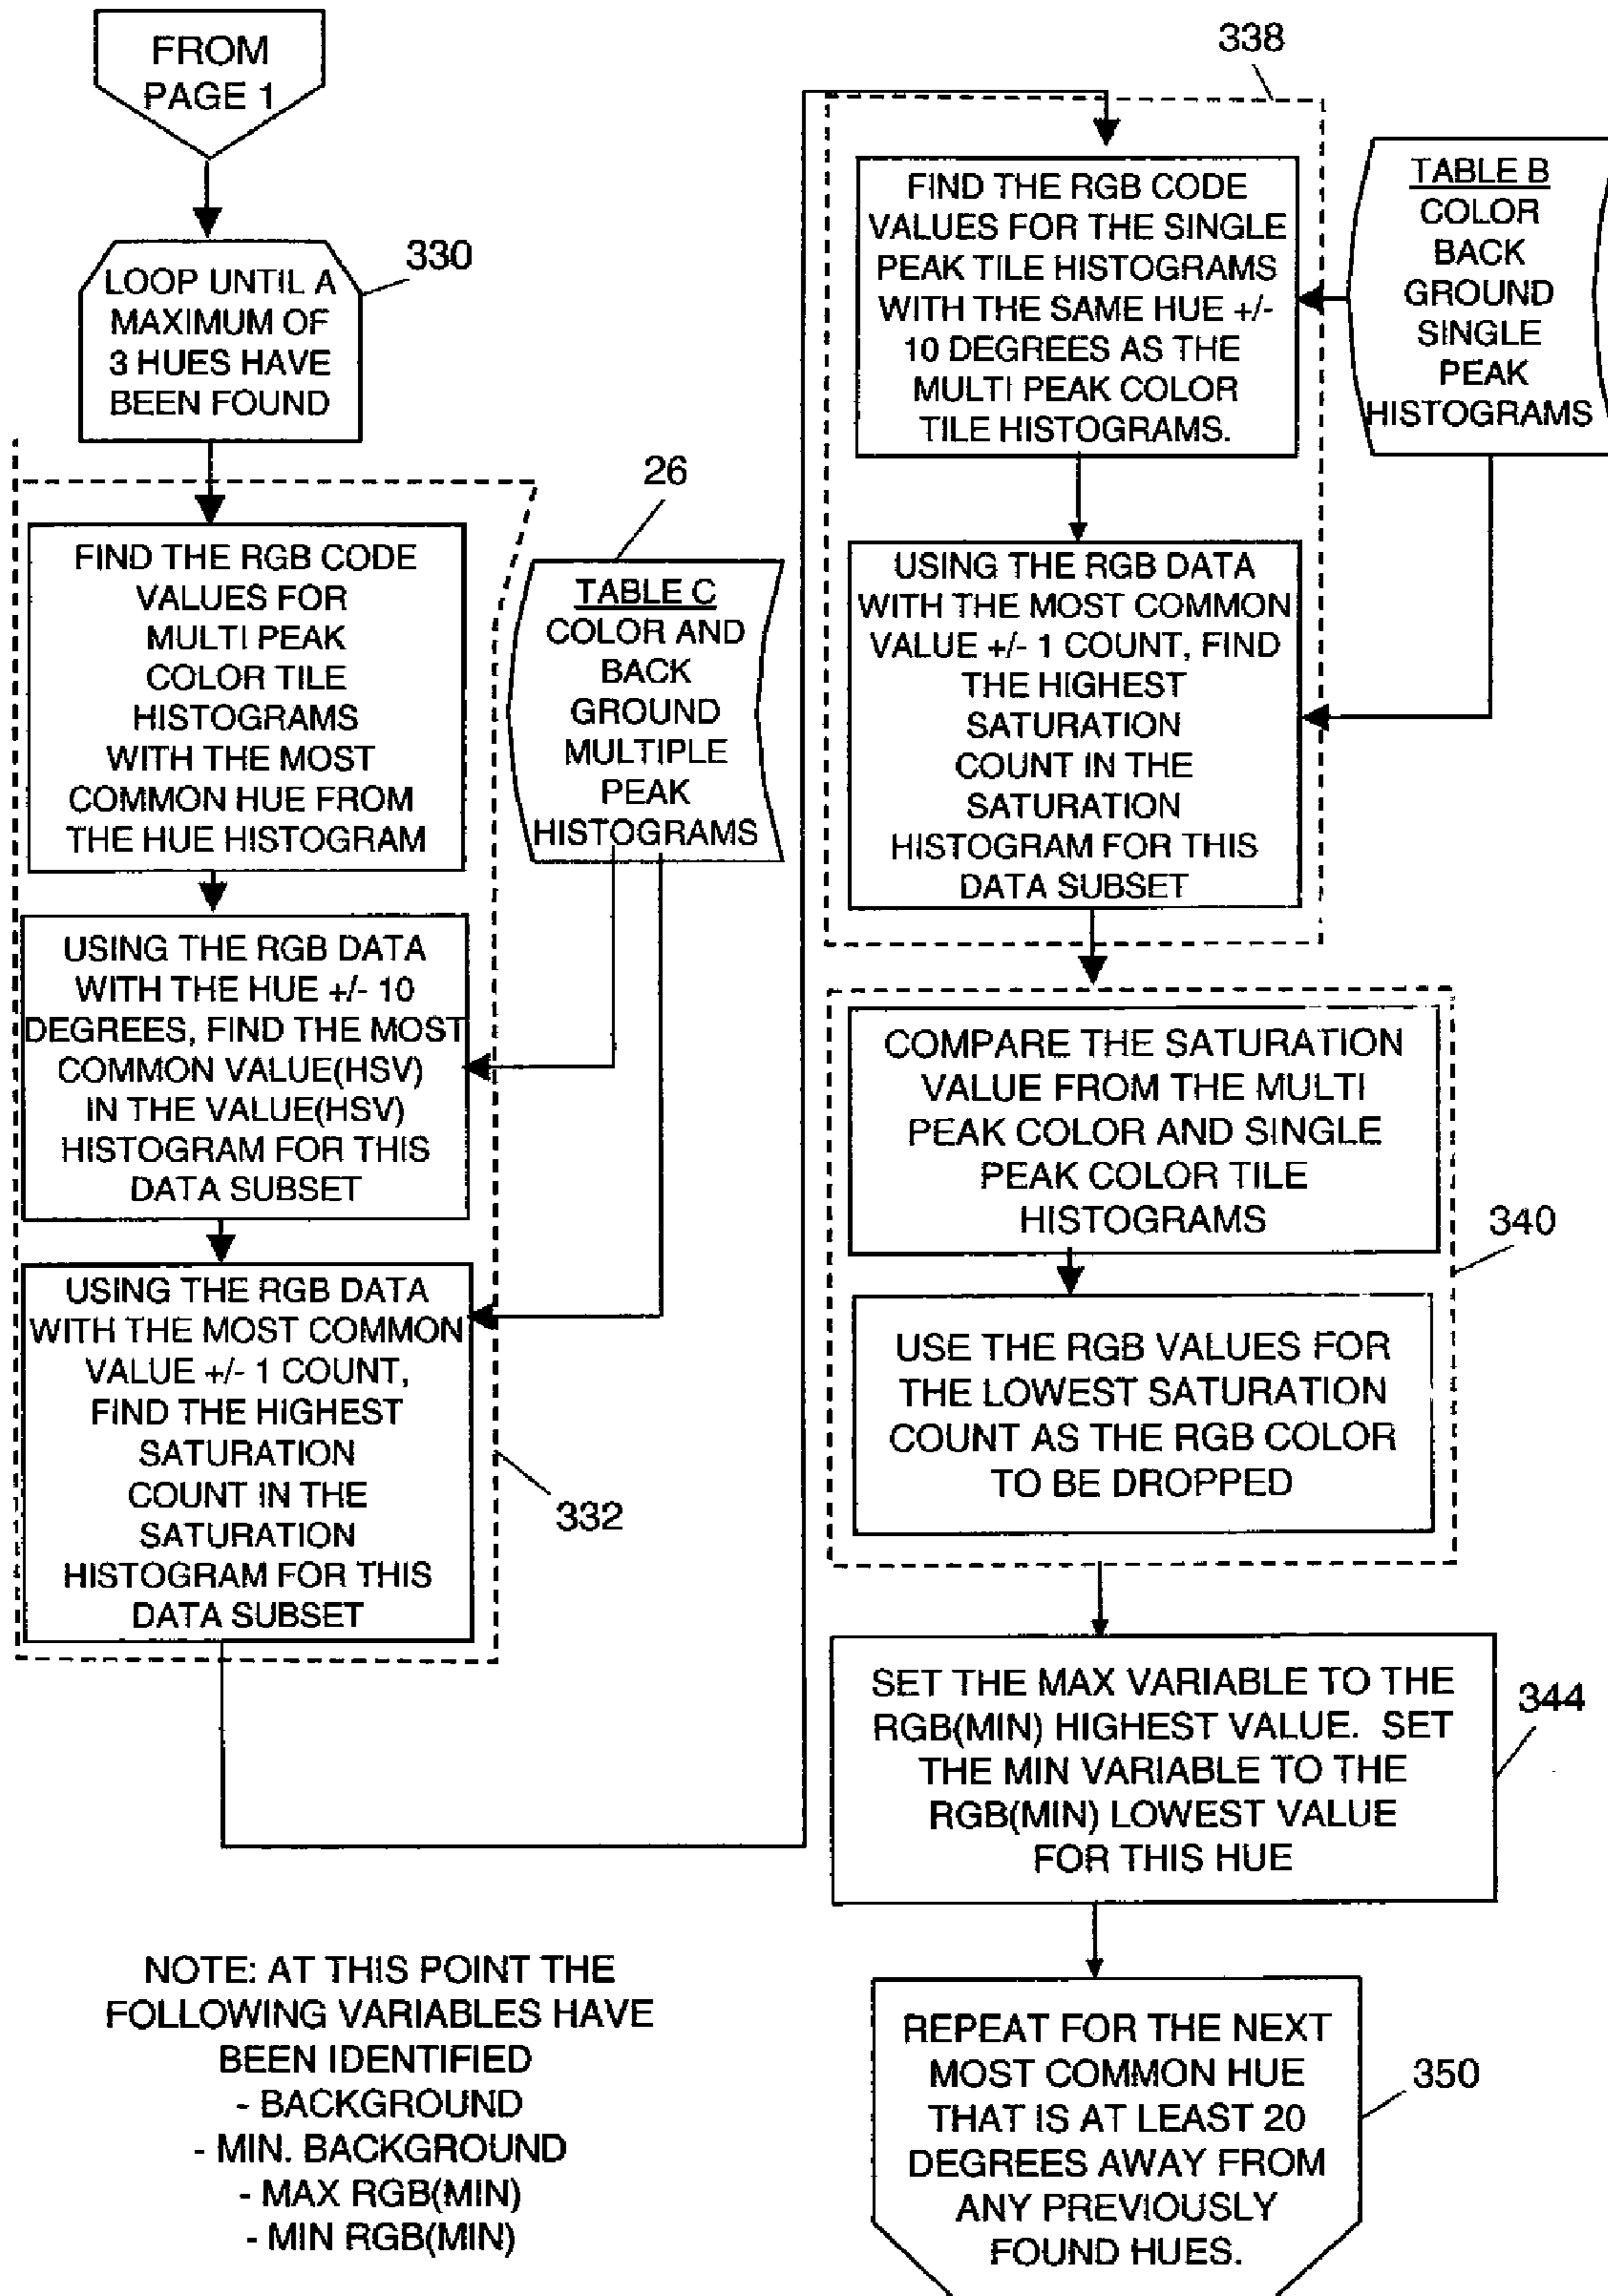 FROM
PAGE 1
330
LOOP UNTIL A
MAXIMUM OF
3 HUES HAVE
BEEN FOUND
FIND THE RGB CODE
VALUES FOR
MULTI PEAK
COLOR TILE
HISTOGRAMS
WITH THE MOST
COMMON HUE FROM
THE HUE HISTOGRAM
26
TABLE C
COLOR AND
BACK
GROUND
MULTIPLE
PEAK
HISTOGRAMS
USING THE RGB DATA
WITH THE HUE +/- 10
DEGREES, FIND THE MOST
COMMON VALUE(HSV)
IN THE VALUE(HSV)
HISTOGRAM FOR THIS
DATA SUBSET
USING THE RGB DATA
WITH THE MOST COMMON
VALUE +/- 1 COUNT,
FIND THE HIGHEST
SATURATION
COUNT IN THE
SATURATION
HISTOGRAM FOR THIS
DATA SUBSET
332
338
FIND THE RGB CODE
VALUES FOR THE SINGLE
PEAK TILE HISTOGRAMS
WITH THE SAME HUE +/-
10 DEGREES AS THE
MULTI PEAK COLOR
TILE HISTOGRAMS.
TABLE B
COLOR
BACK
GROUND
SINGLE
PEAK
HISTOGRAMS
USING THE RGB DATA
WITH THE MOST COMMON
VALUE +/- 1 COUNT, FIND
THE HIGHEST
SATURATION
COUNT IN THE
SATURATION
HISTOGRAM FOR THIS
DATA SUBSET
COMPARE THE SATURATION
VALUE FROM THE MULTI
PEAK COLOR AND SINGLE
PEAK COLOR TILE
HISTOGRAMS
340
USE THE RGB VALUES FOR
THE LOWEST SATURATION
COUNT AS THE RGB COLOR
TO BE DROPPED
SET THE MAX VARIABLE TO THE
RGB(MIN) HIGHEST VALUE. SET
THE MIN VARIABLE TO THE
RGB(MIN) LOWEST VALUE
FOR THIS HUE
344
REPEAT FOR THE NEXT
MOST COMMON HUE
THAT IS AT LEAST 20
DEGREES AWAY FROM
ANY PREVIOUSLY
FOUND HUES.
350
NOTE: AT THIS POINT THE
FOLLOWING VARIABLES HAVE
BEEN IDENTIFIED
- BACKGROUND
- MIN. BACKGROUND
- MAX RGB(MIN)
- MIN RGB(MIN)